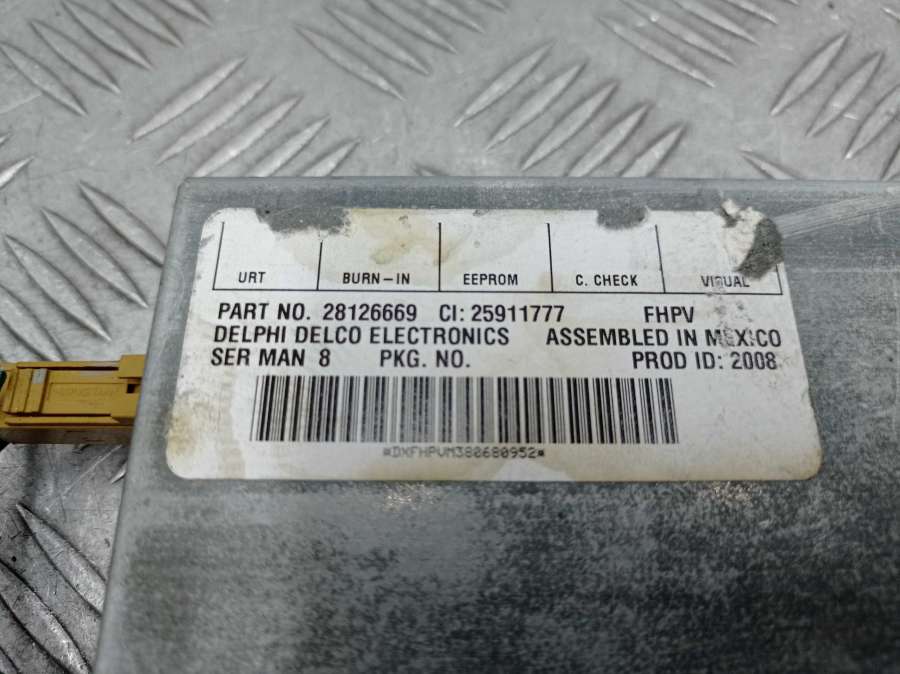 URT BURN-IN EEPROM C. CHECK VISUAL
PART NO. 28126669 CI: 25911777 FHPV
DELPHI DELCO ELECTRONICS ASSEMBLED IN MEXICO
SER MAN 8 PKG. NO. PROD ID: 2008
*DXFHPVM380680952*